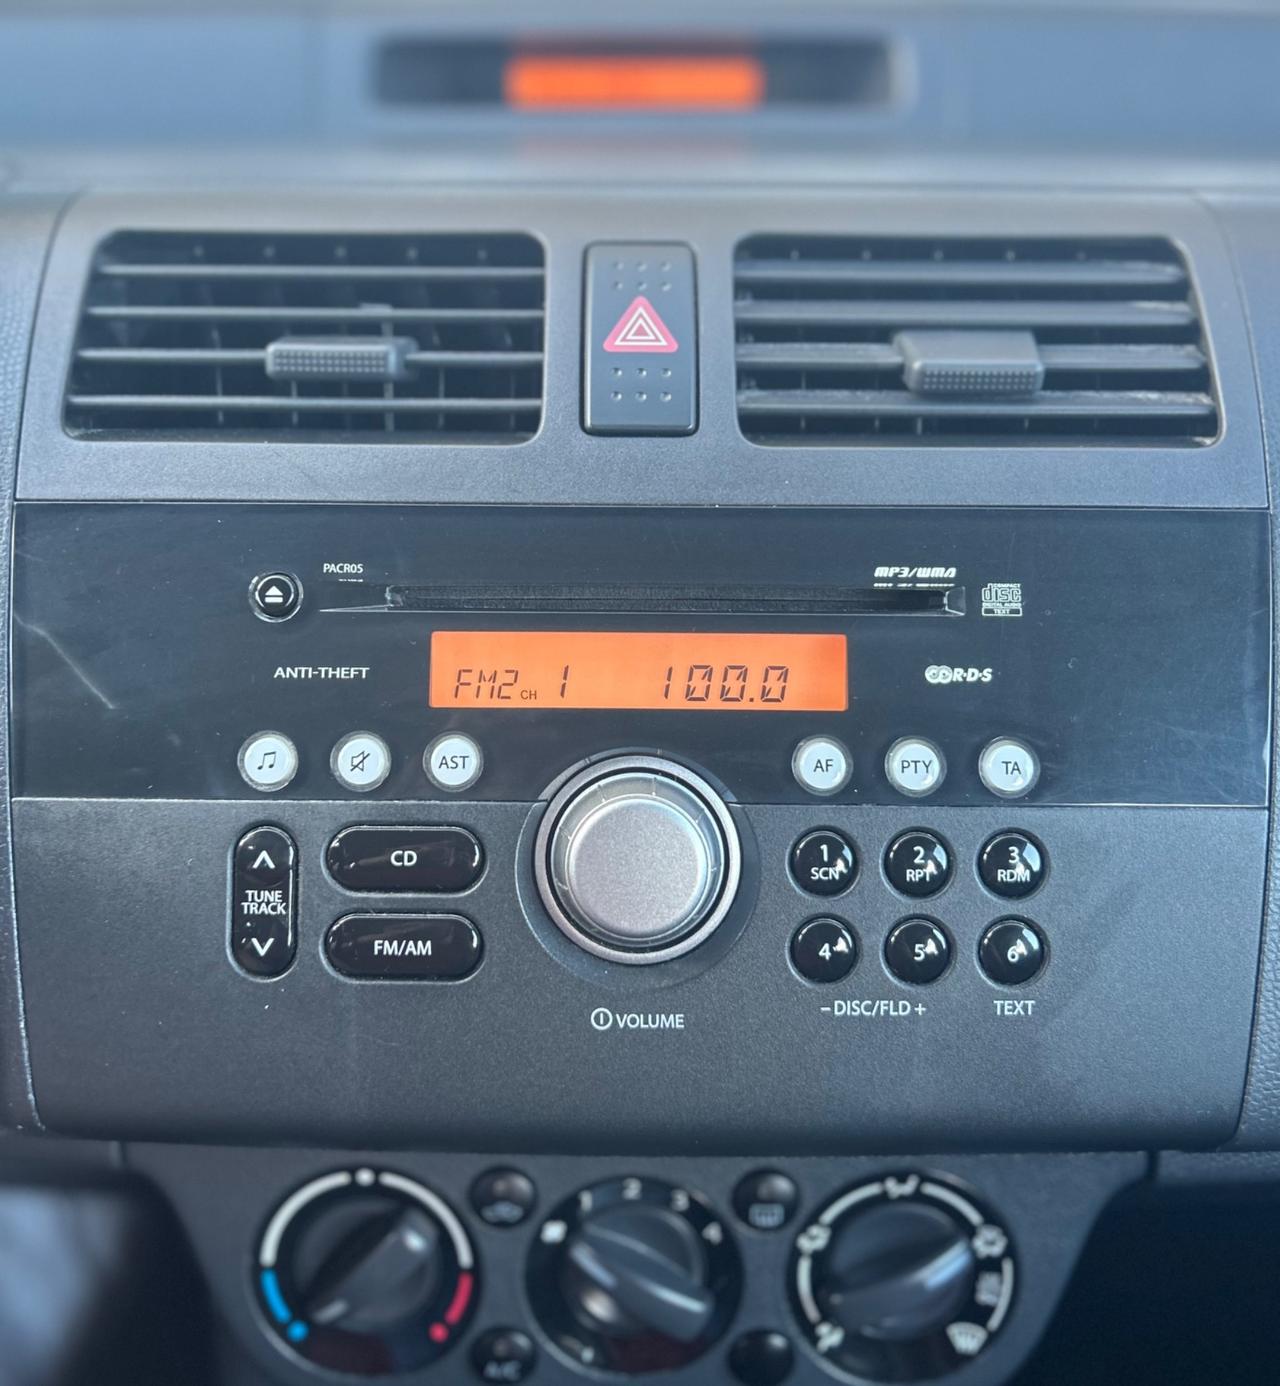 PACR05
MP3/WMA
COMPACT
disc
DIGITAL AUDIO
TEXT
ANTI-THEFT
FM2 CH 1 100.0
R·D·S
AST
AF
PTY
TA
TUNE
TRACK
CD
FM/AM
1
SCN
2
RPT
3
RDM
4
5
6
VOLUME
– DISC/FLD +
TEXT
1 2 3 4
A/C